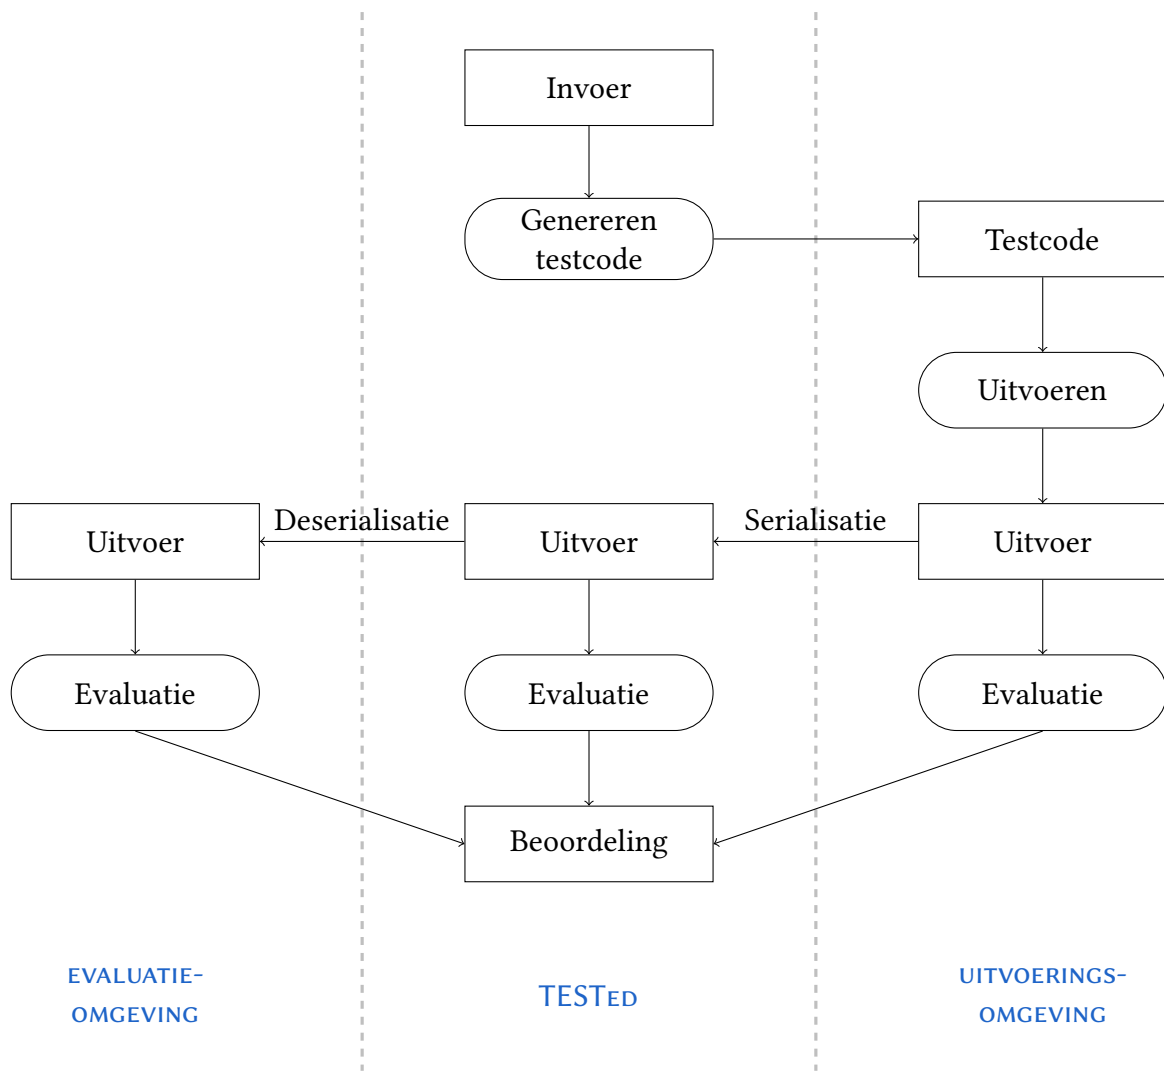 Invoer
Genereren
testcode
Testcode
Uitvoeren
Deserialisatie
Serialisatie
Uitvoer
Uitvoer
Uitvoer
Evaluatie
Evaluatie
Evaluatie
Beoordeling
EVALUATIE-
OMGEVING
TESTED
UITVOERINGS-
OMGEVING